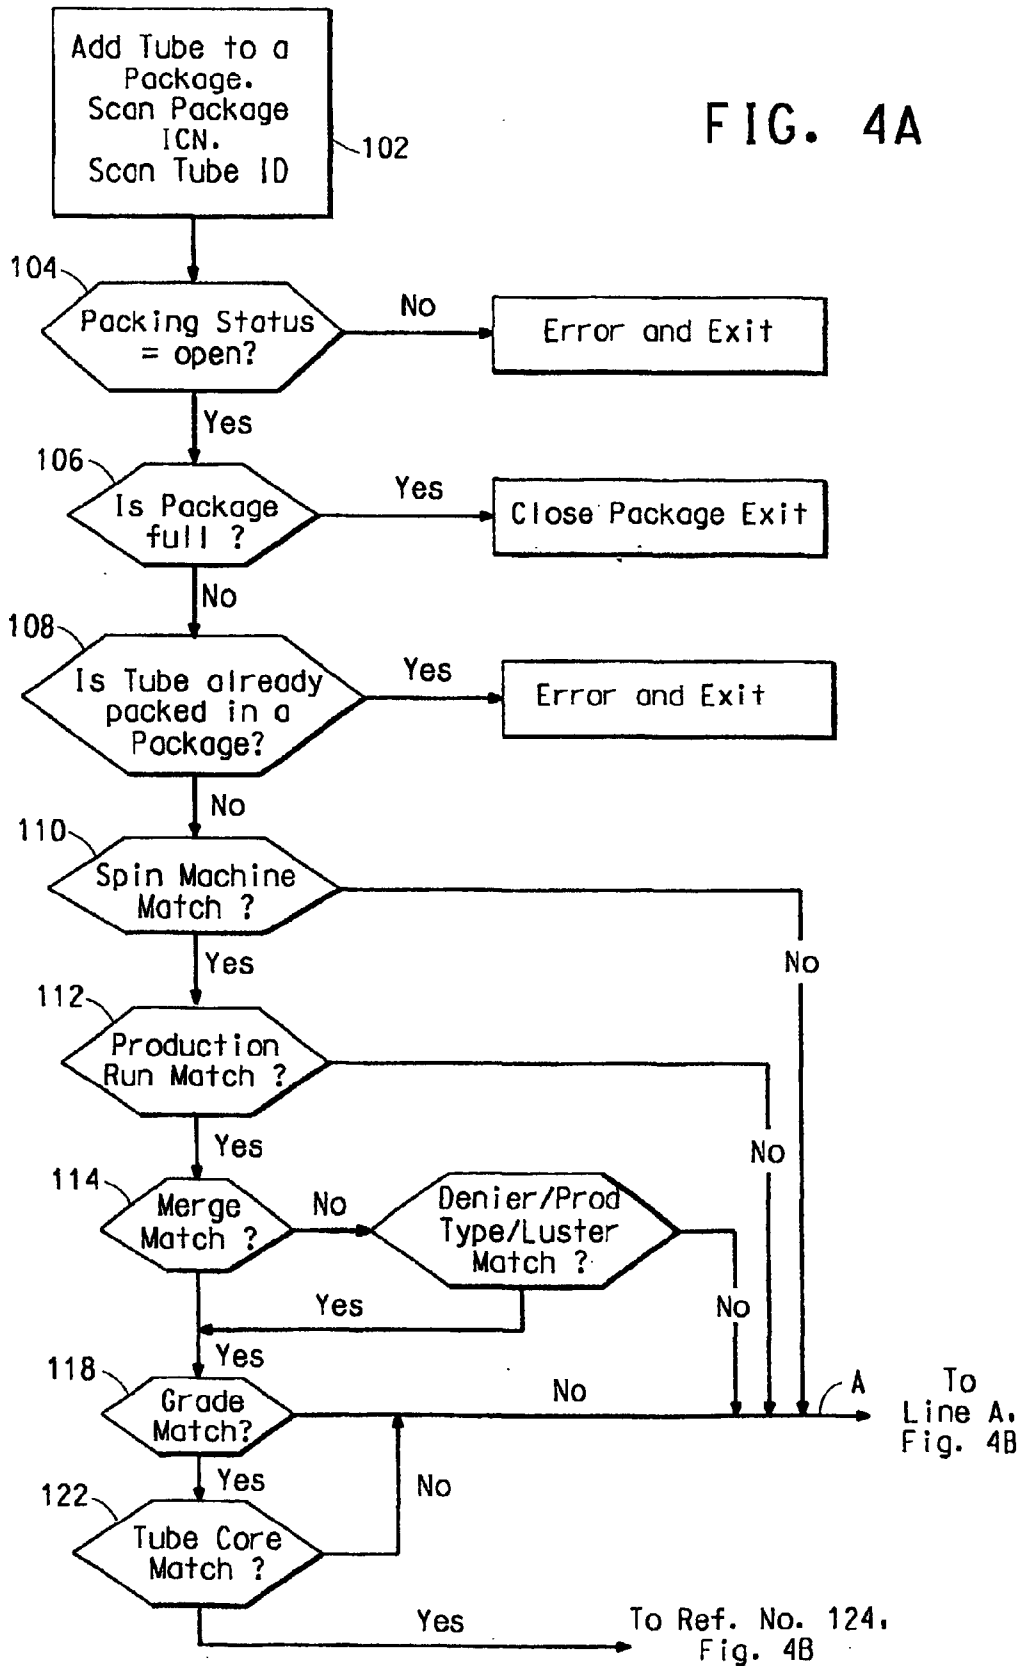 FIG. 4A
Add Tube to a
Package.
Scan Package
ICN.
Scan Tube ID
102
104
Packing Status
= open?
No
Error and Exit
Yes
106
Is Package
full ?
Yes
Close Package Exit
No
108
Is Tube already
packed in a
Package?
Yes
Error and Exit
No
110
Spin Machine
Match ?
No
Yes
112
Production
Run Match ?
No
Yes
114
Merge
Match ?
No
Denier/Prod
Type/Luster
Match ?
No
Yes
Yes
118
Grade
Match?
No
A
To
Line A.
Fig. 4B
Yes
No
122
Tube Core
Match ?
Yes
To Ref. No. 124.
Fig. 4B